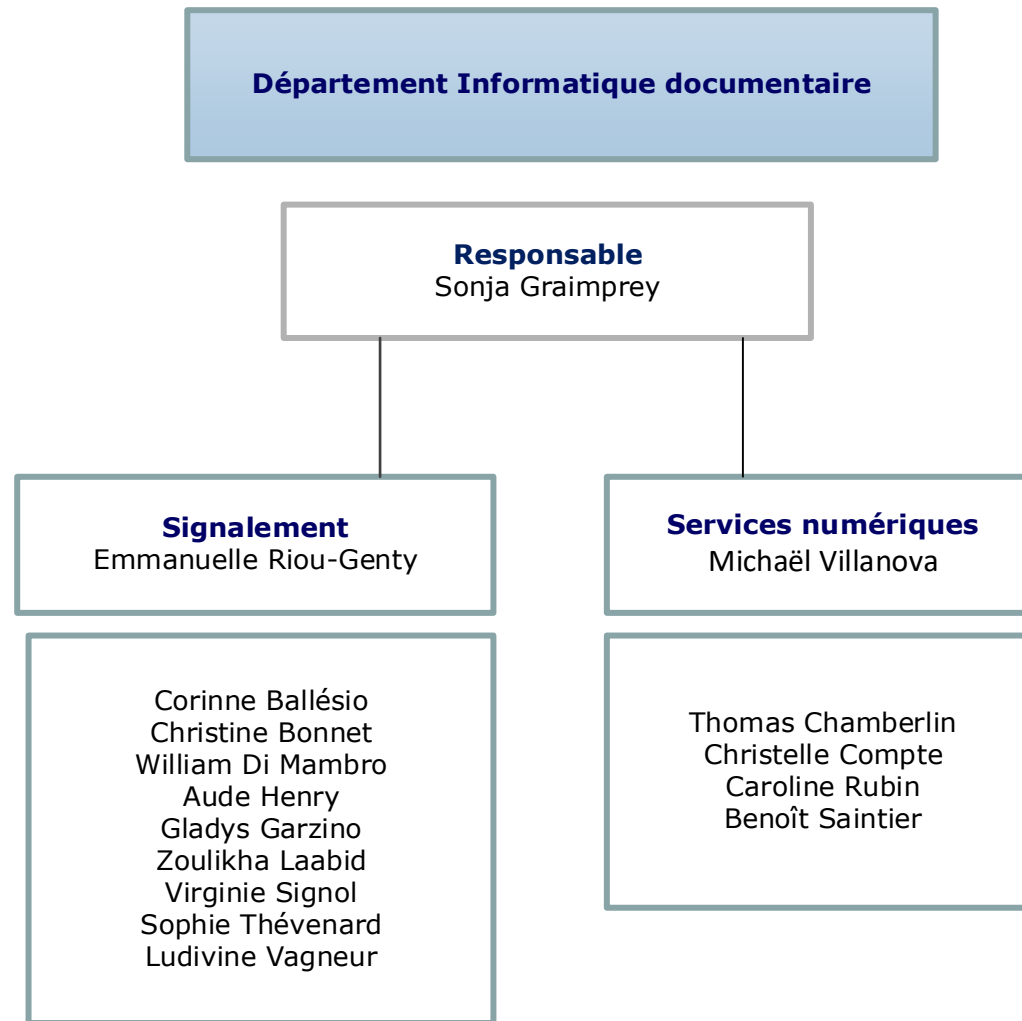 Département Informatique documentaire
Responsable
Sonja Graimprey
Signalement
Emmanuelle Riou-Genty
Services numériques
Michaël Villanova
Corinne Ballésio
Christine Bonnet
William Di Mambro
Aude Henry
Gladys Garzino
Zoulikha Laabid
Virginie Signol
Sophie Thévenard
Ludivine Vagneur
Thomas Chamberlin
Christelle Compte
Caroline Rubin
Benoît Saintier